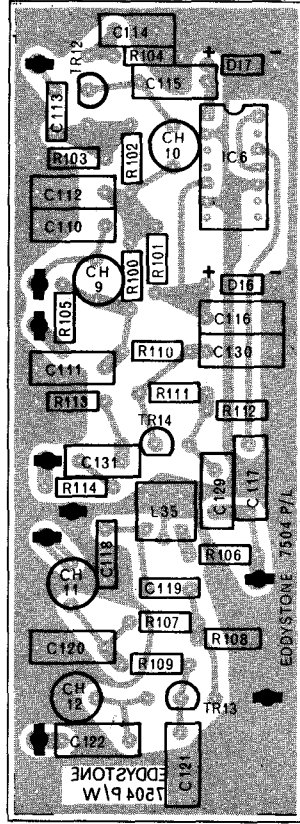 C114
TR12
R104
C115
+
D17
-
C113
CH
10
IC6
R103
R102
C112
C110
R101
R100
CH
9
+
-
D16
R105
C116
R110
C130
C111
R111
R113
R112
TR14
C131
C129
C117
R114
L35
C118
R106
CH
11
C119
EDDYSTONE 7504 P/L
R107
R108
C120
R109
CH
12
TR13
C122
C121
EDDYSTONE
7504 P/W